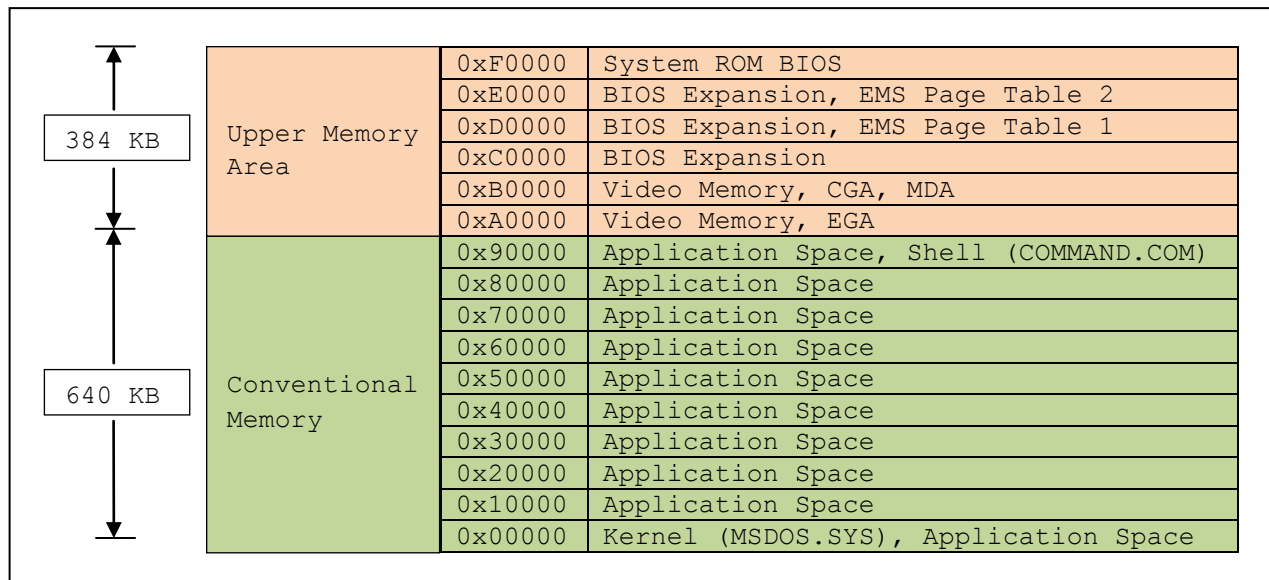 384 KB
640 KB
Upper Memory
Area
Conventional
Memory
0xF0000 System ROM BIOS
0xE0000 BIOS Expansion, EMS Page Table 2
0xD0000 BIOS Expansion, EMS Page Table 1
0xC0000 BIOS Expansion
0xB0000 Video Memory, CGA, MDA
0xA0000 Video Memory, EGA
0x90000 Application Space, Shell (COMMAND.COM)
0x80000 Application Space
0x70000 Application Space
0x60000 Application Space
0x50000 Application Space
0x40000 Application Space
0x30000 Application Space
0x20000 Application Space
0x10000 Application Space
0x00000 Kernel (MSDOS.SYS), Application Space